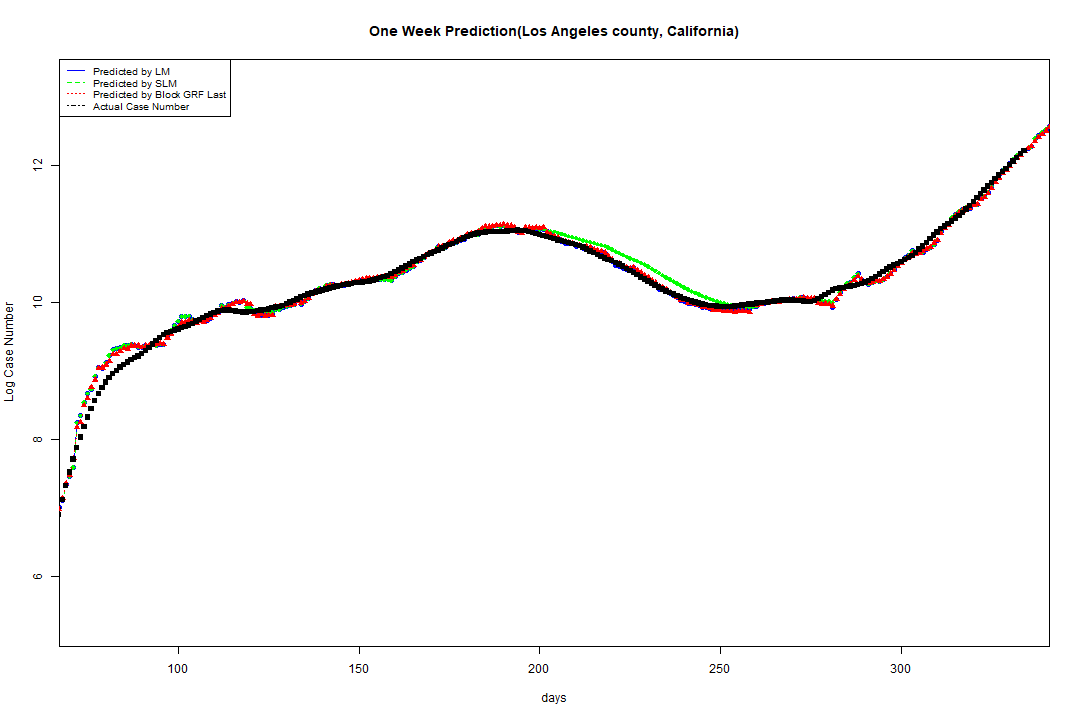 One Week Prediction(Los Angeles county, California)
Predicted by LM
Predicted by SLM
Predicted by Block GRF Last
Actual Case Number
12
10
8
6
Log Case Number
100 150 200 250 300
days